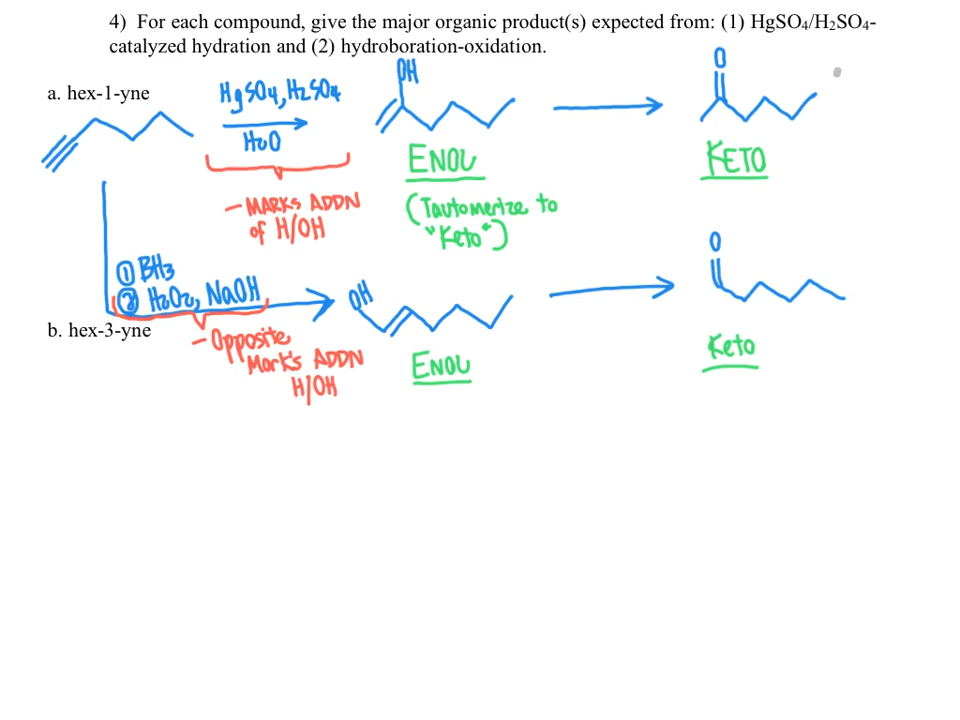 4) For each compound, give the major organic product(s) expected from: (1) HgSO4/H2SO4-
catalyzed hydration and (2) hydroboration-oxidation.
a. hex-1-yne
HgSO4, H2SO4
H2O
OH
O
ENOL
KETO
- MARKS ADDN
of H/OH
(Tautomerize to
"Keto")
① BH3
② H2O2, NaOH
OH
O
b. hex-3-yne
- Opposite
Mark's ADDN
H/OH
ENOL
Keto